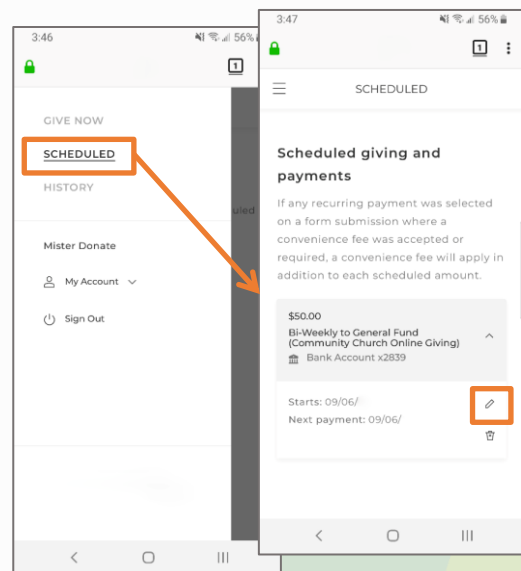 3:46
56%
1
GIVE NOW
SCHEDULED
HISTORY
uled
Mister Donate
My Account
Sign Out
3:47
56%
1
SCHEDULED
Scheduled giving and
payments
If any recurring payment was selected
on a form submission where a
convenience fee was accepted or
required, a convenience fee will apply in
addition to each scheduled amount.
$50.00
Bi-Weekly to General Fund
(Community Church Online Giving)
Bank Account x2839
Starts: 09/06/
Next payment: 09/06/